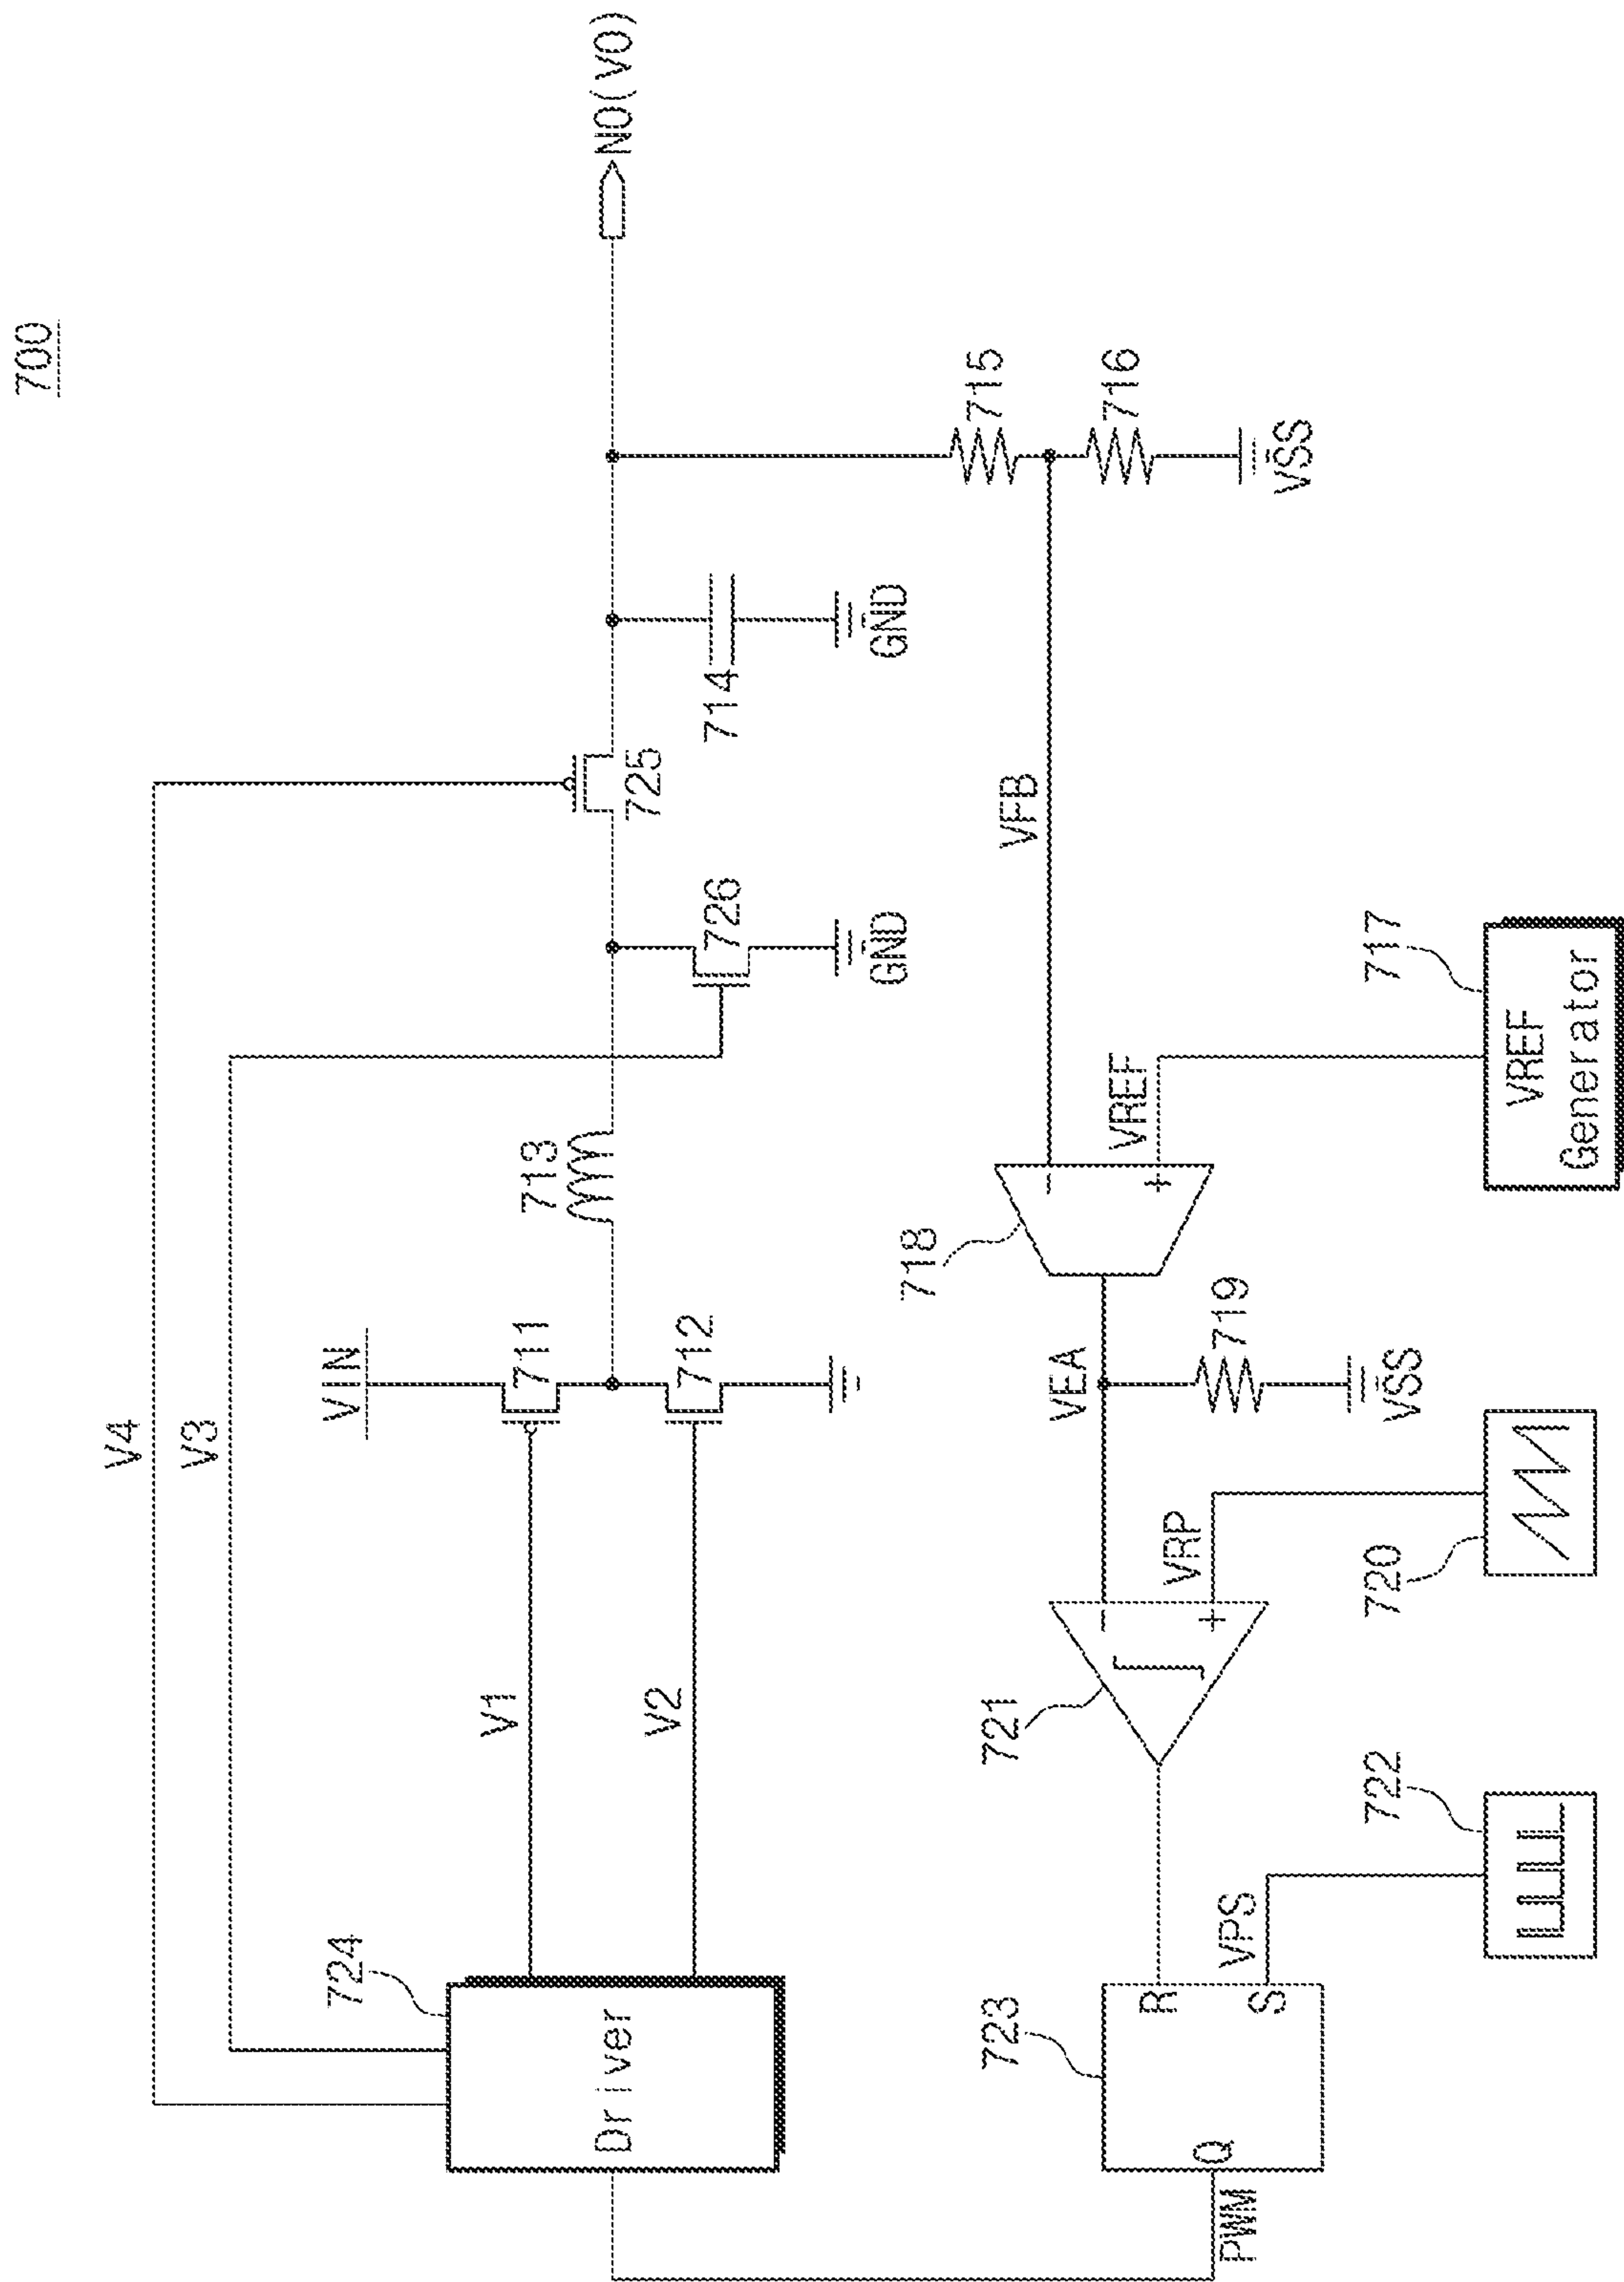 700
V4
V3
VIN
NO(VO)
724
Driver
V1
V2
711
712
713
725
726
GND
714
GND
715
716
VSS
VFB
718
VREF
717
VREF
Generator
VEA
719
VSS
721
VRP
720
723
R
S
Q
VPS
722
PWM